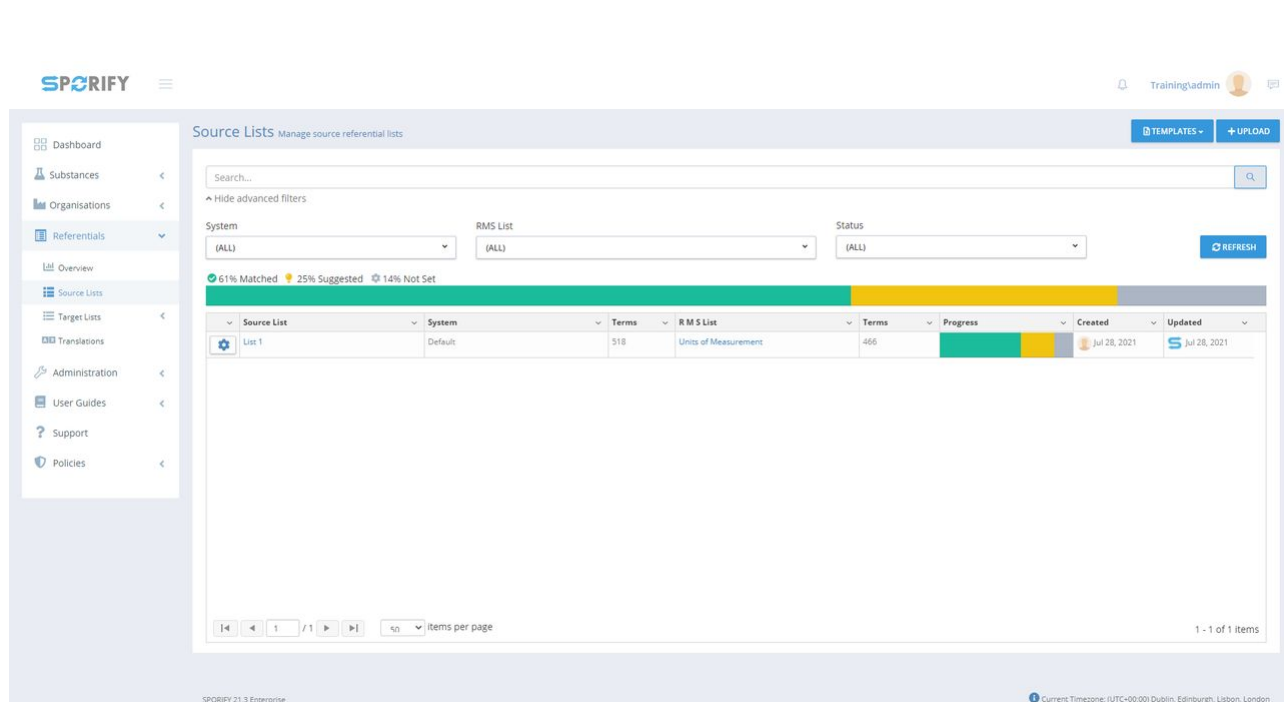 SPORIFY
Training\admin
Dashboard
Substances
Organisations
Referentials
Overview
Source Lists
Target Lists
Translations
Administration
User Guides
Support
Policies
Source Lists Manage source referential lists
TEMPLATES
+ UPLOAD
Search...
Hide advanced filters
System
RMS List
Status
(ALL)
(ALL)
(ALL)
REFRESH
61% Matched 25% Suggested 14% Not Set
Source List System Terms R M S List Terms Progress Created Updated
List 1 Default 518 Units of Measurement 466 Jul 28, 2021 Jul 28, 2021
1 / 1 50 items per page
1 - 1 of 1 items
SPORIFY 21.3 Enterprise
Current Timezone: (UTC+00:00) Dublin, Edinburgh, Lisbon, London